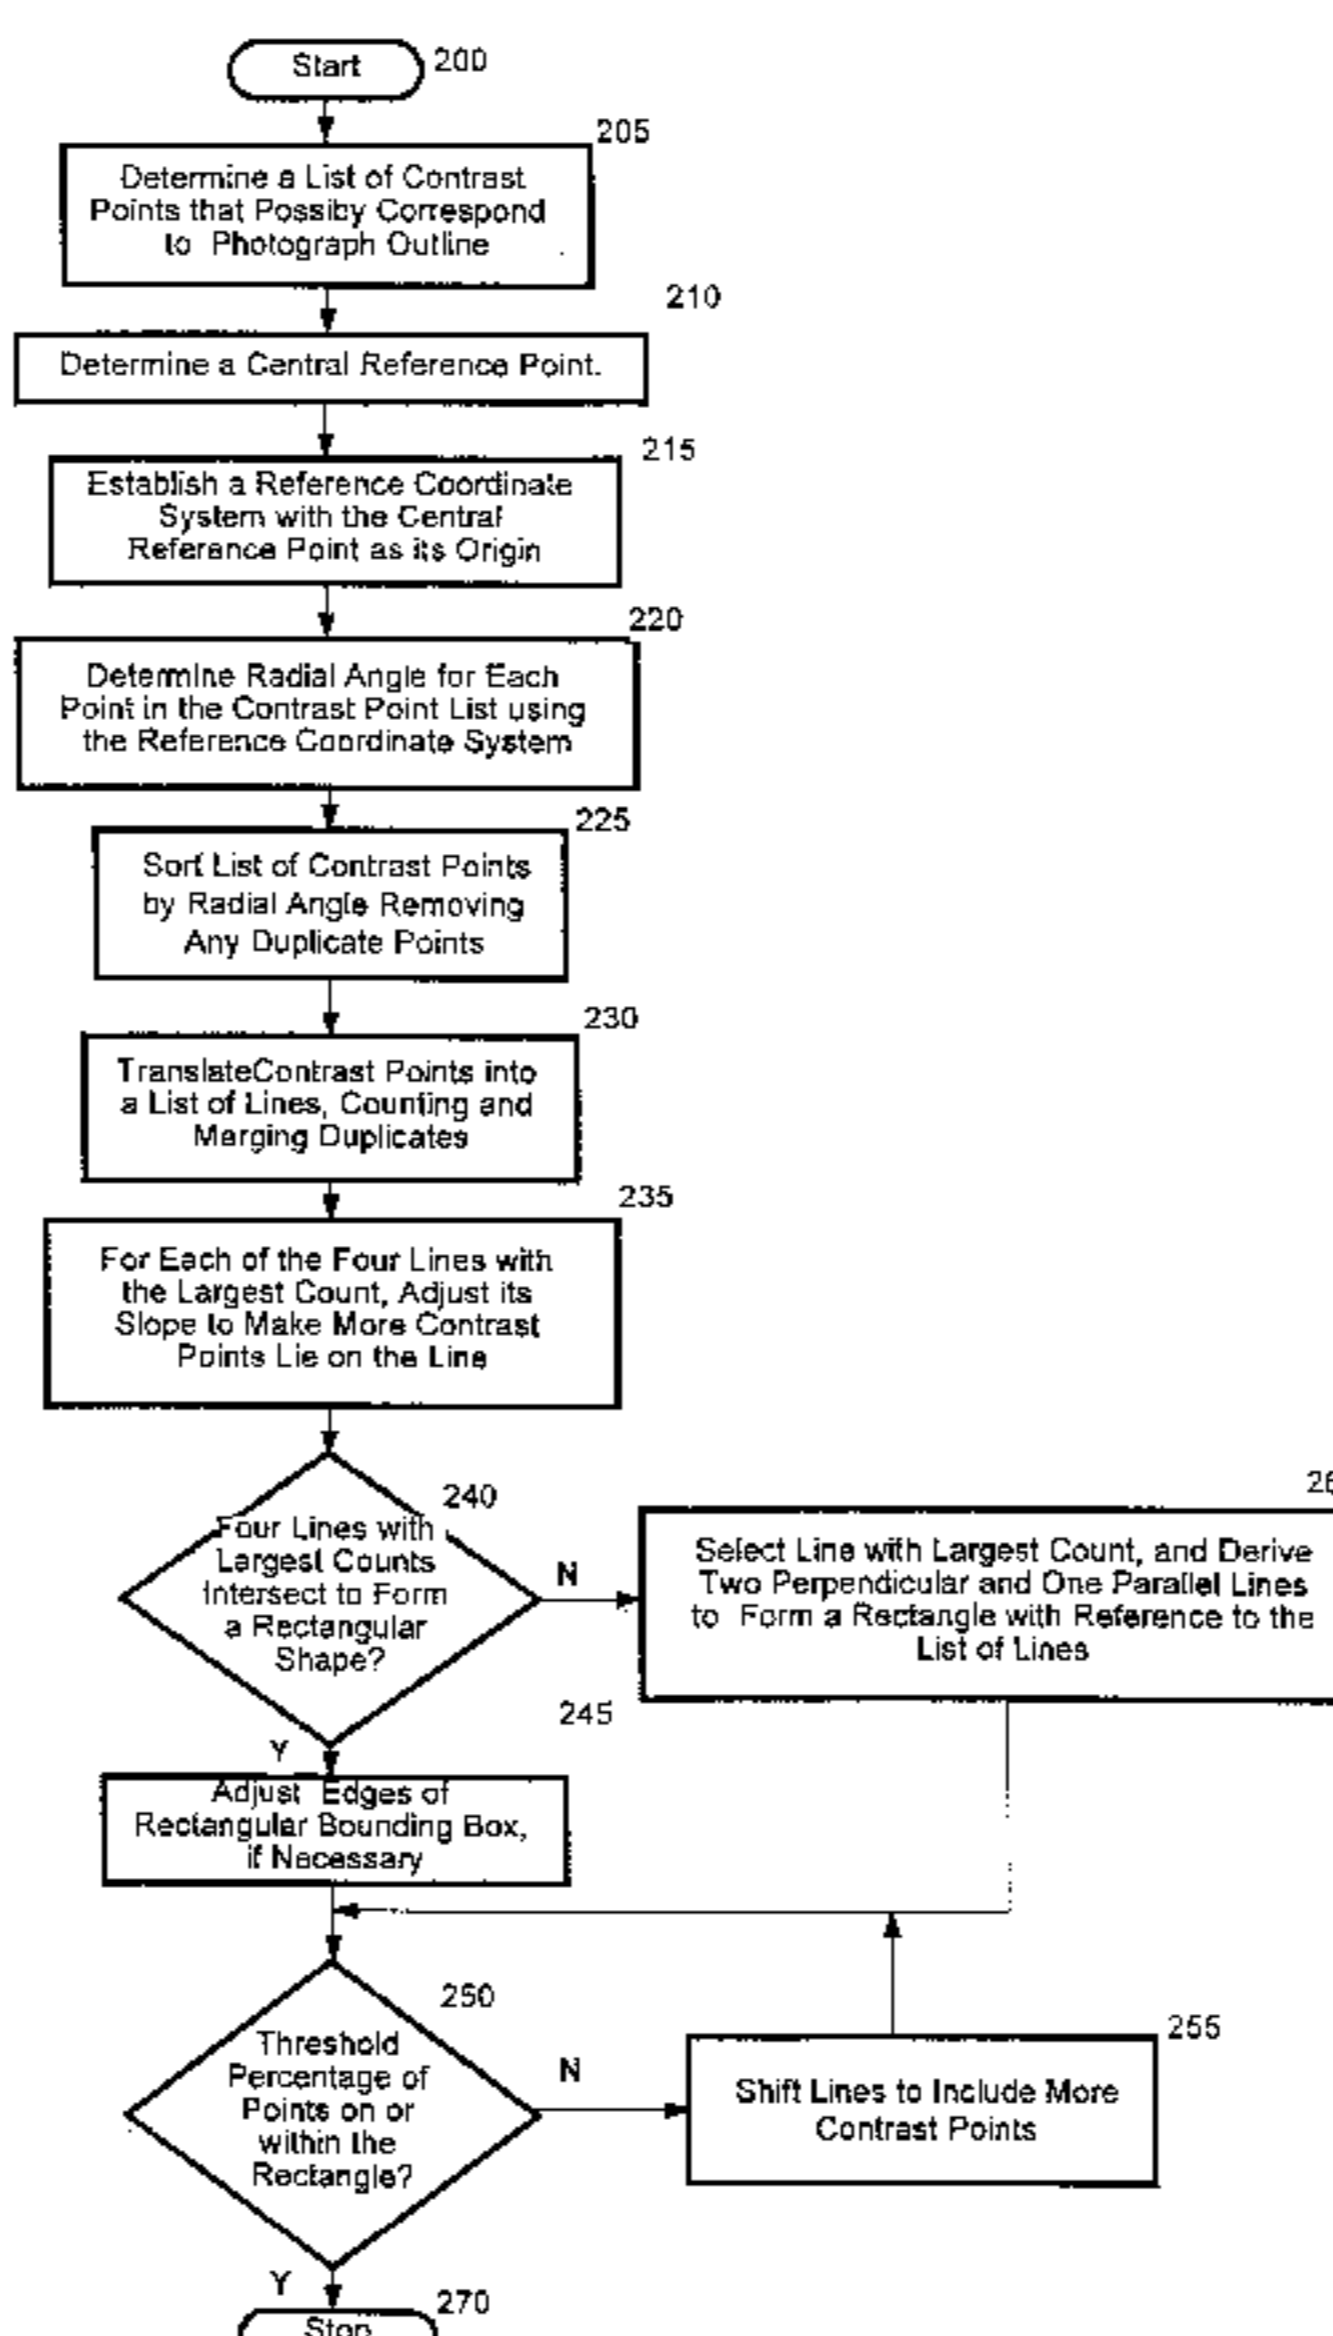 Start
200
205
Determine a List of Contrast
Points that Possiby Correspond
to Photograph Outline
210
Determine a Central Reference Point.
215
Establish a Reference Coordinate
System with the Central
Reference Point as its Origin
220
Determine Radial Angle for Each
Point in the Contrast Point List using
the Reference Coordinate System
225
Sort List of Contrast Points
by Radial Angle Removing
Any Duplicate Points
230
TranslateContrast Points into
a List of Lines, Counting and
Merging Duplicates
235
For Each of the Four Lines with
the Largest Count, Adjust its
Slope to Make More Contrast
Points Lie on the Line
240
Four Lines with
Largest Counts
Intersect to Form
a Rectangular
Shape?
N
Select Line with Largest Count, and Derive
Two Perpendicular and One Parallel Lines
to Form a Rectangle with Reference to the
List of Lines
245
Y
Adjust Edges of
Rectangular Bounding Box,
if Necessary
250
Threshold
Percentage of
Points on or
within the
Rectangle?
N
255
Shift Lines to Include More
Contrast Points
Y
270
Stop